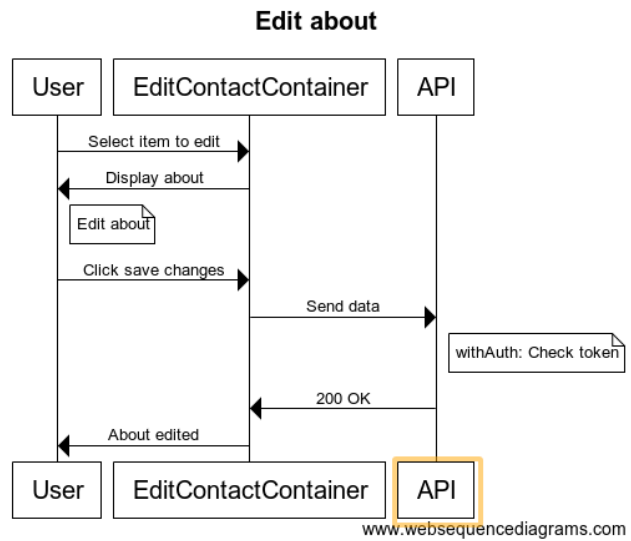 Edit about
User EditContactContainer API
Select item to edit
Display about
Edit about
Click save changes
Send data
withAuth: Check token
200 OK
About edited
User EditContactContainer API
www.websequencediagrams.com